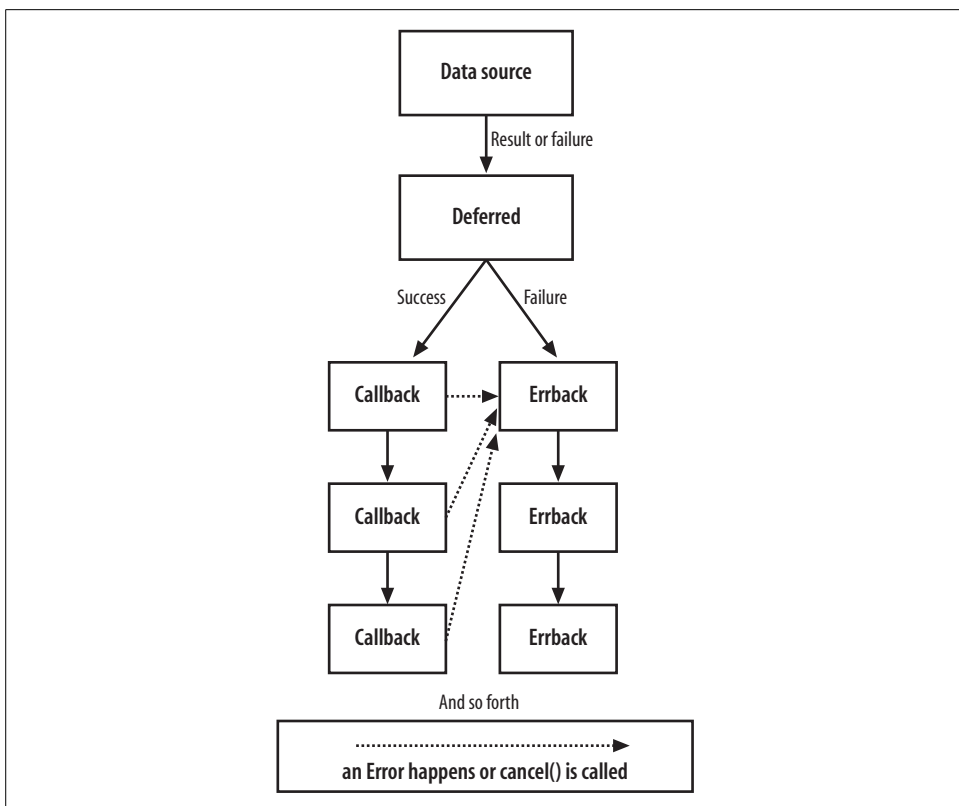 Data source
Result or failure
Deferred
Success
Failure
Callback
Errback
Callback
Errback
Callback
Errback
And so forth
an Error happens or cancel() is called